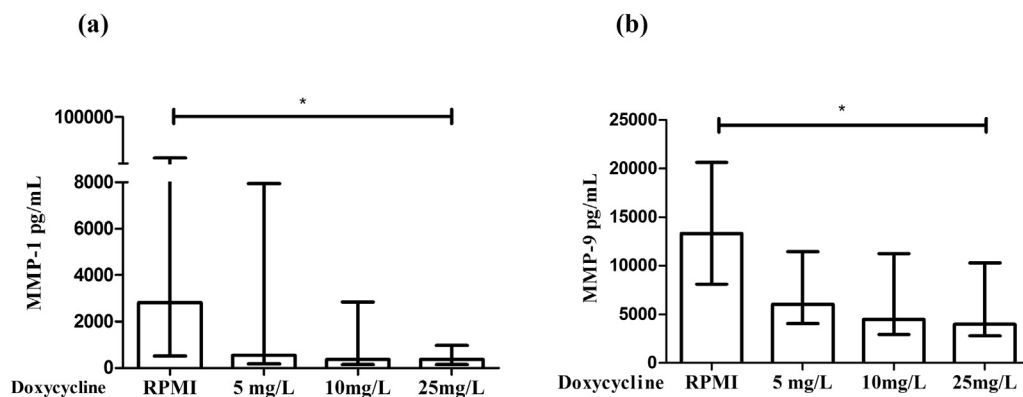 (a)
(b)
*
100000
8000
6000
4000
2000
0
MMP-1 pg/mL
Doxycycline RPMI 5 mg/L 10mg/L 25mg/L
*
25000
20000
15000
10000
5000
0
MMP-9 pg/mL
Doxycycline RPMI 5 mg/L 10mg/L 25mg/L